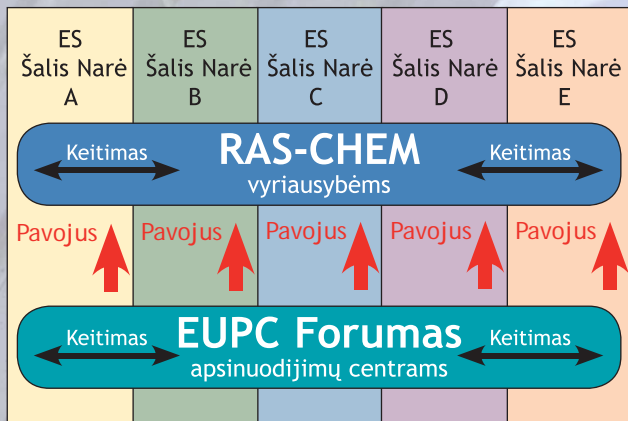 ES
Šalis Narė
A
ES
Šalis Narė
B
ES
Šalis Narė
C
ES
Šalis Narė
D
ES
Šalis Narė
E
Keitimas
RAS-CHEM
vyriausybėms
Keitimas
Pavojus
Pavojus
Pavojus
Pavojus
Pavojus
Keitimas
EUPC Forumas
apsinuodijimų centrams
Keitimas